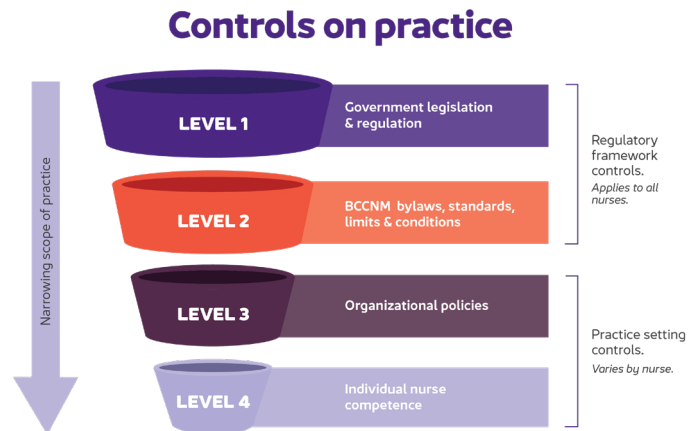 Controls on practice
Narrowing scope of practice
LEVEL 1
Government legislation
& regulation
LEVEL 2
BCCNM bylaws, standards,
limits & conditions
Regulatory
framework
controls.
Applies to all
nurses.
LEVEL 3
Organizational policies
LEVEL 4
Individual nurse
competence
Practice setting
controls.
Varies by nurse.